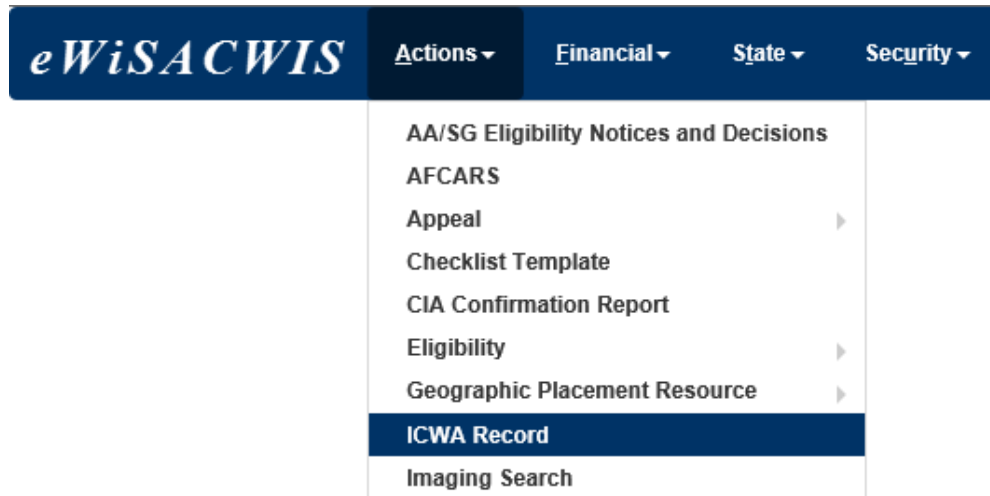 eWiSACWIS Actions Financial State Security
AA/SG Eligibility Notices and Decisions
AFCARS
Appeal
Checklist Template
CIA Confirmation Report
Eligibility
Geographic Placement Resource
ICWA Record
Imaging Search